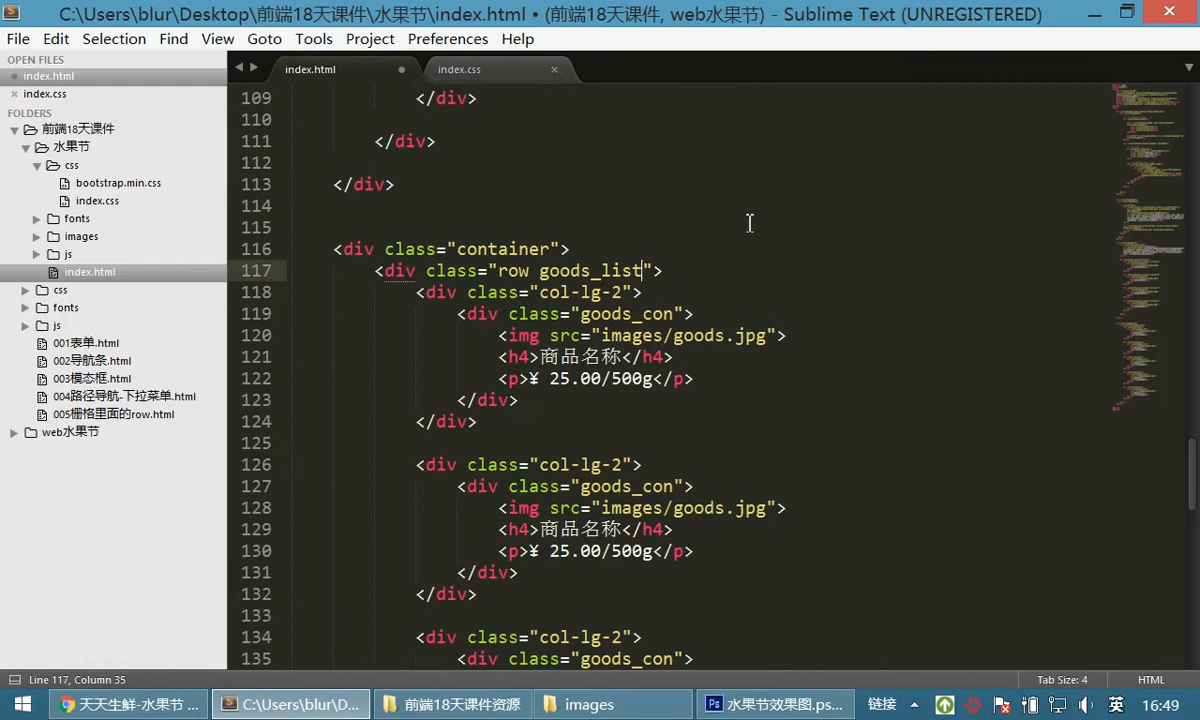 C:\Users\blur\Desktop\前端18天课件\水果节\index.html • (前端18天课件, web水果节) - Sublime Text (UNREGISTERED)
File Edit Selection Find View Goto Tools Project Preferences Help
OPEN FILES
index.html
index.css
FOLDERS
前端18天课件
水果节
css
bootstrap.min.css
index.css
fonts
images
js
index.html
css
fonts
js
001表单.html
002导航条.html
003模态框.html
004路径导航-下拉菜单.html
005栅格里面的row.html
web水果节
index.html index.css
109 </div>
110
111 </div>
112
113 </div>
114
115
116 <div class="container">
117 <div class="row goods_list">
118 <div class="col-lg-2">
119 <div class="goods_con">
120 <img src="images/goods.jpg">
121 <h4>商品名称</h4>
122 <p>¥ 25.00/500g</p>
123 </div>
124 </div>
125
126 <div class="col-lg-2">
127 <div class="goods_con">
128 <img src="images/goods.jpg">
129 <h4>商品名称</h4>
130 <p>¥ 25.00/500g</p>
131 </div>
132 </div>
133
134 <div class="col-lg-2">
135 <div class="goods_con">
Line 117, Column 35 Tab Size: 4 HTML
天天生鲜-水果节 ... C:\Users\blur\D... 前端18天课件资源 images 水果节效果图.ps... 链接 英 16:49